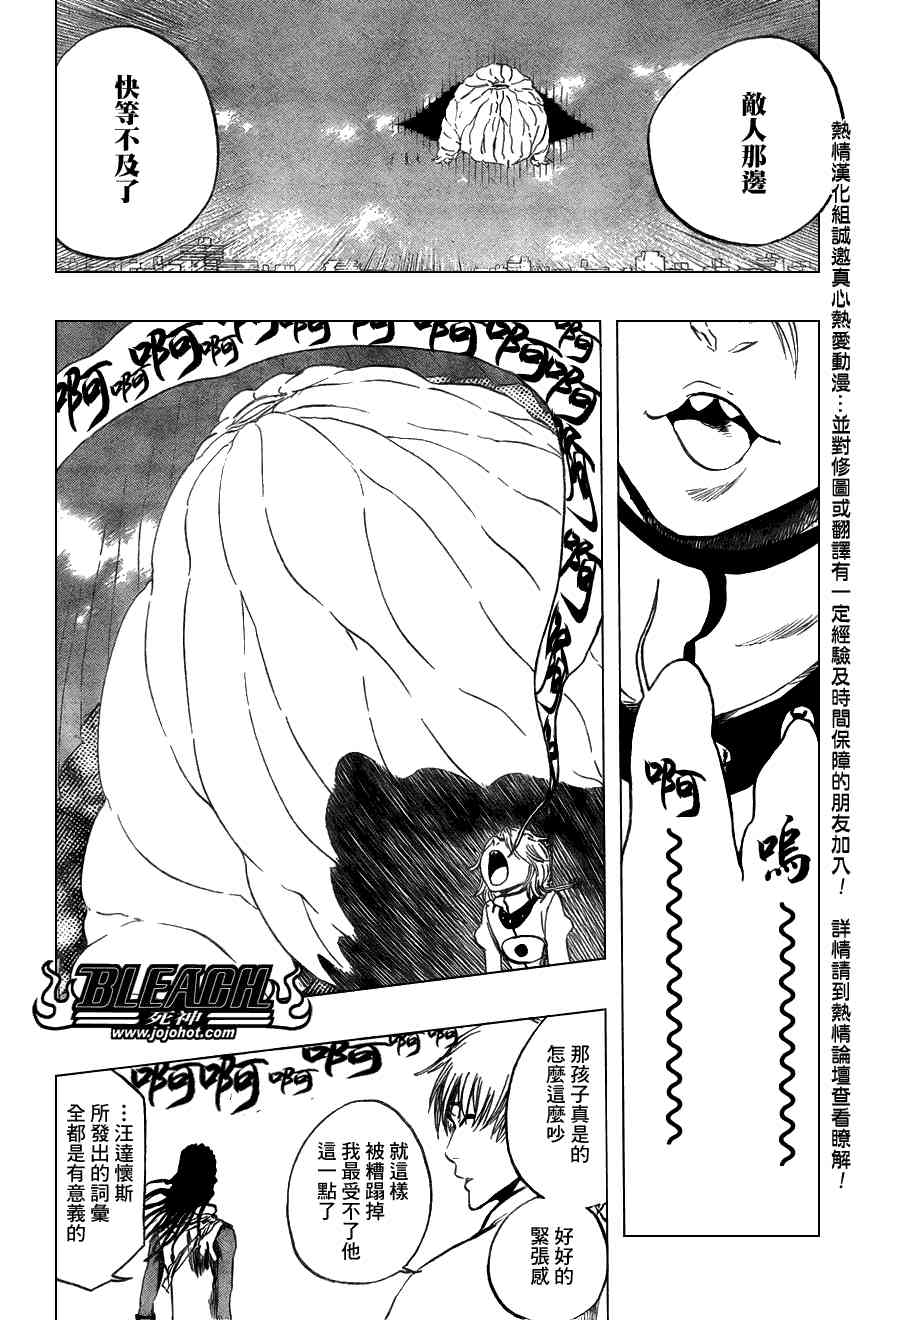 敵人那邊
快等不及了
嗚
啊
啊啊啊啊啊啊啊啊啊啊啊啊啊
那孩子真是的
怎麼這麼吵
好好的
緊張感
就這樣
被糟蹋掉
我最受不了他
這一點了
啊啊啊啊啊啊
…汪達懷斯
所發出的詞彙
全都是有意義的
BLEACH
死神
www.jojohot.com
熱情漢化組誠邀真心熱愛動漫…並對修圖或翻譯有一定經驗及時間保障的朋友加入！ 詳情請到熱情論壇查看瞭解！